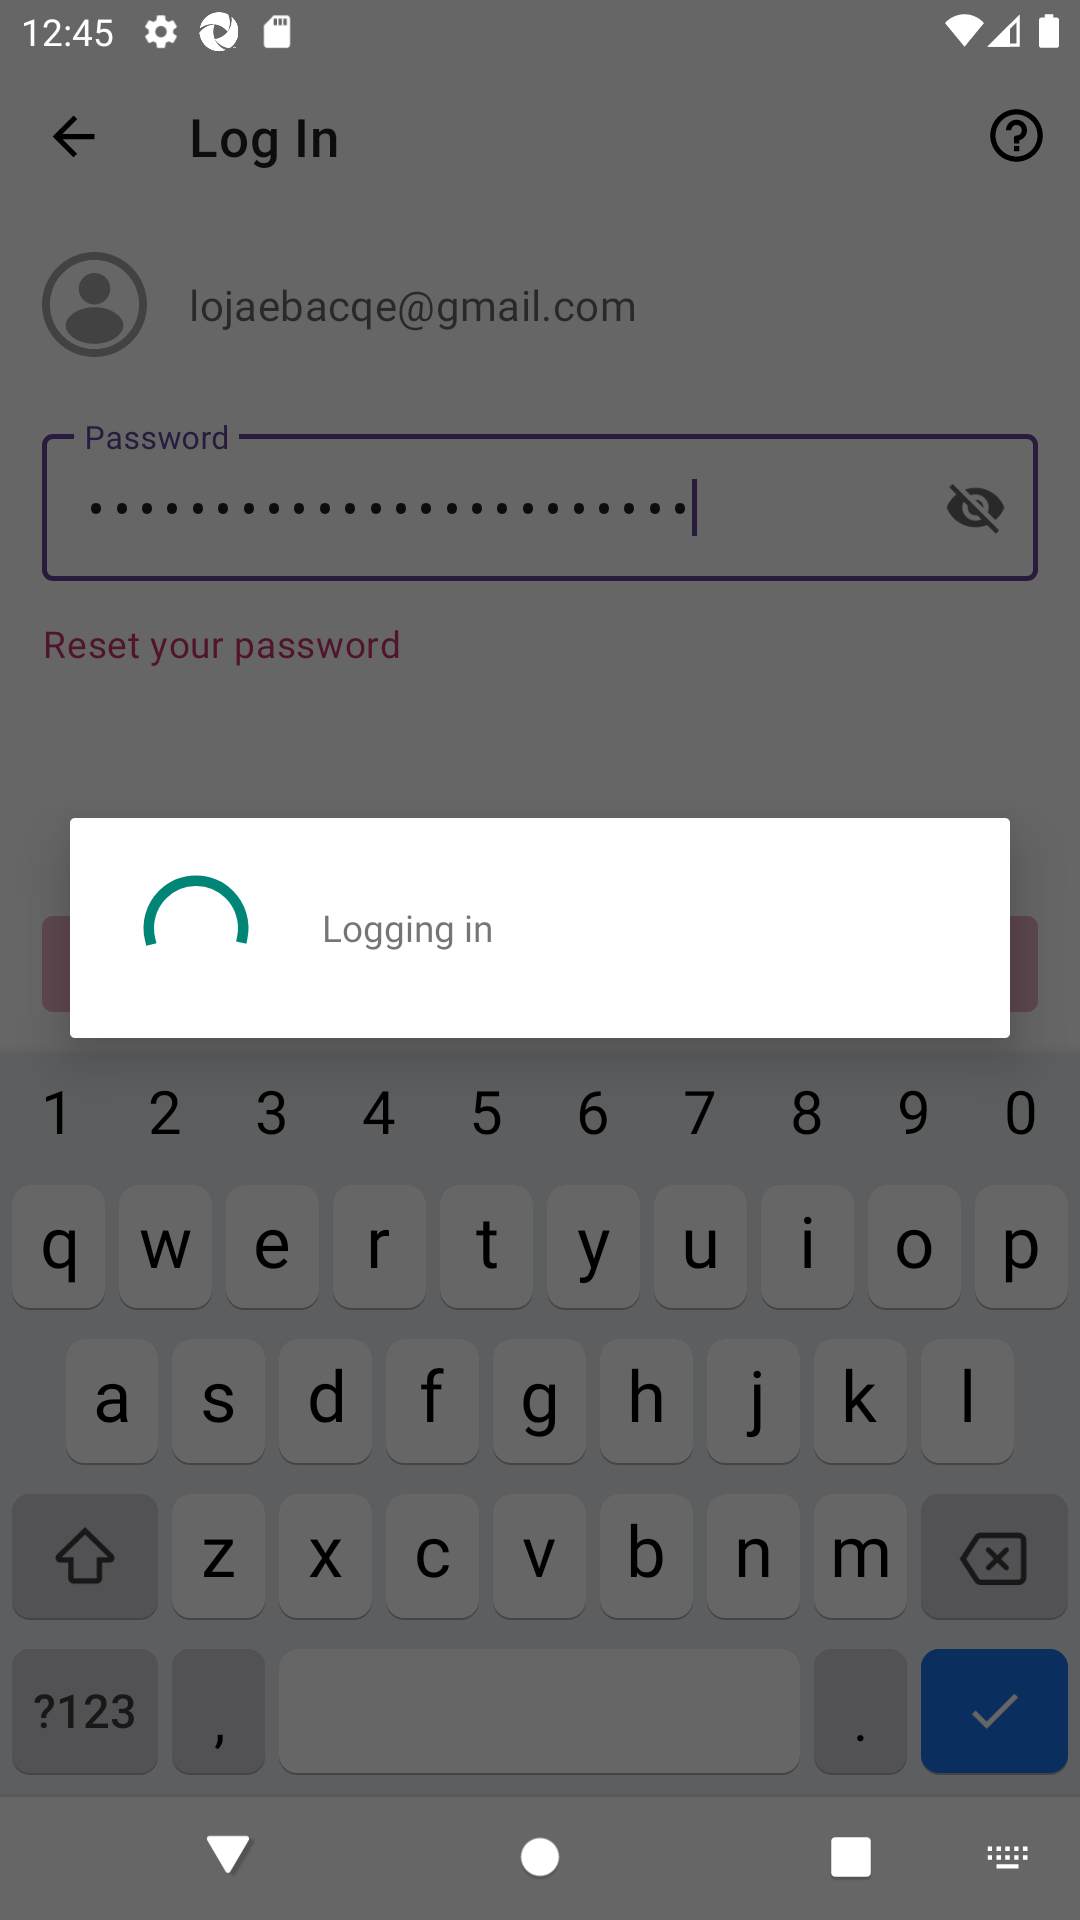 12:45
Log In
lojaebacqe@gmail.com
Password
••••••••••••••••••••••••
Reset your password
Logging in
1 2 3 4 5 6 7 8 9 0
q w e r t y u i o p
a s d f g h j k l
z x c v b n m
?123 , .